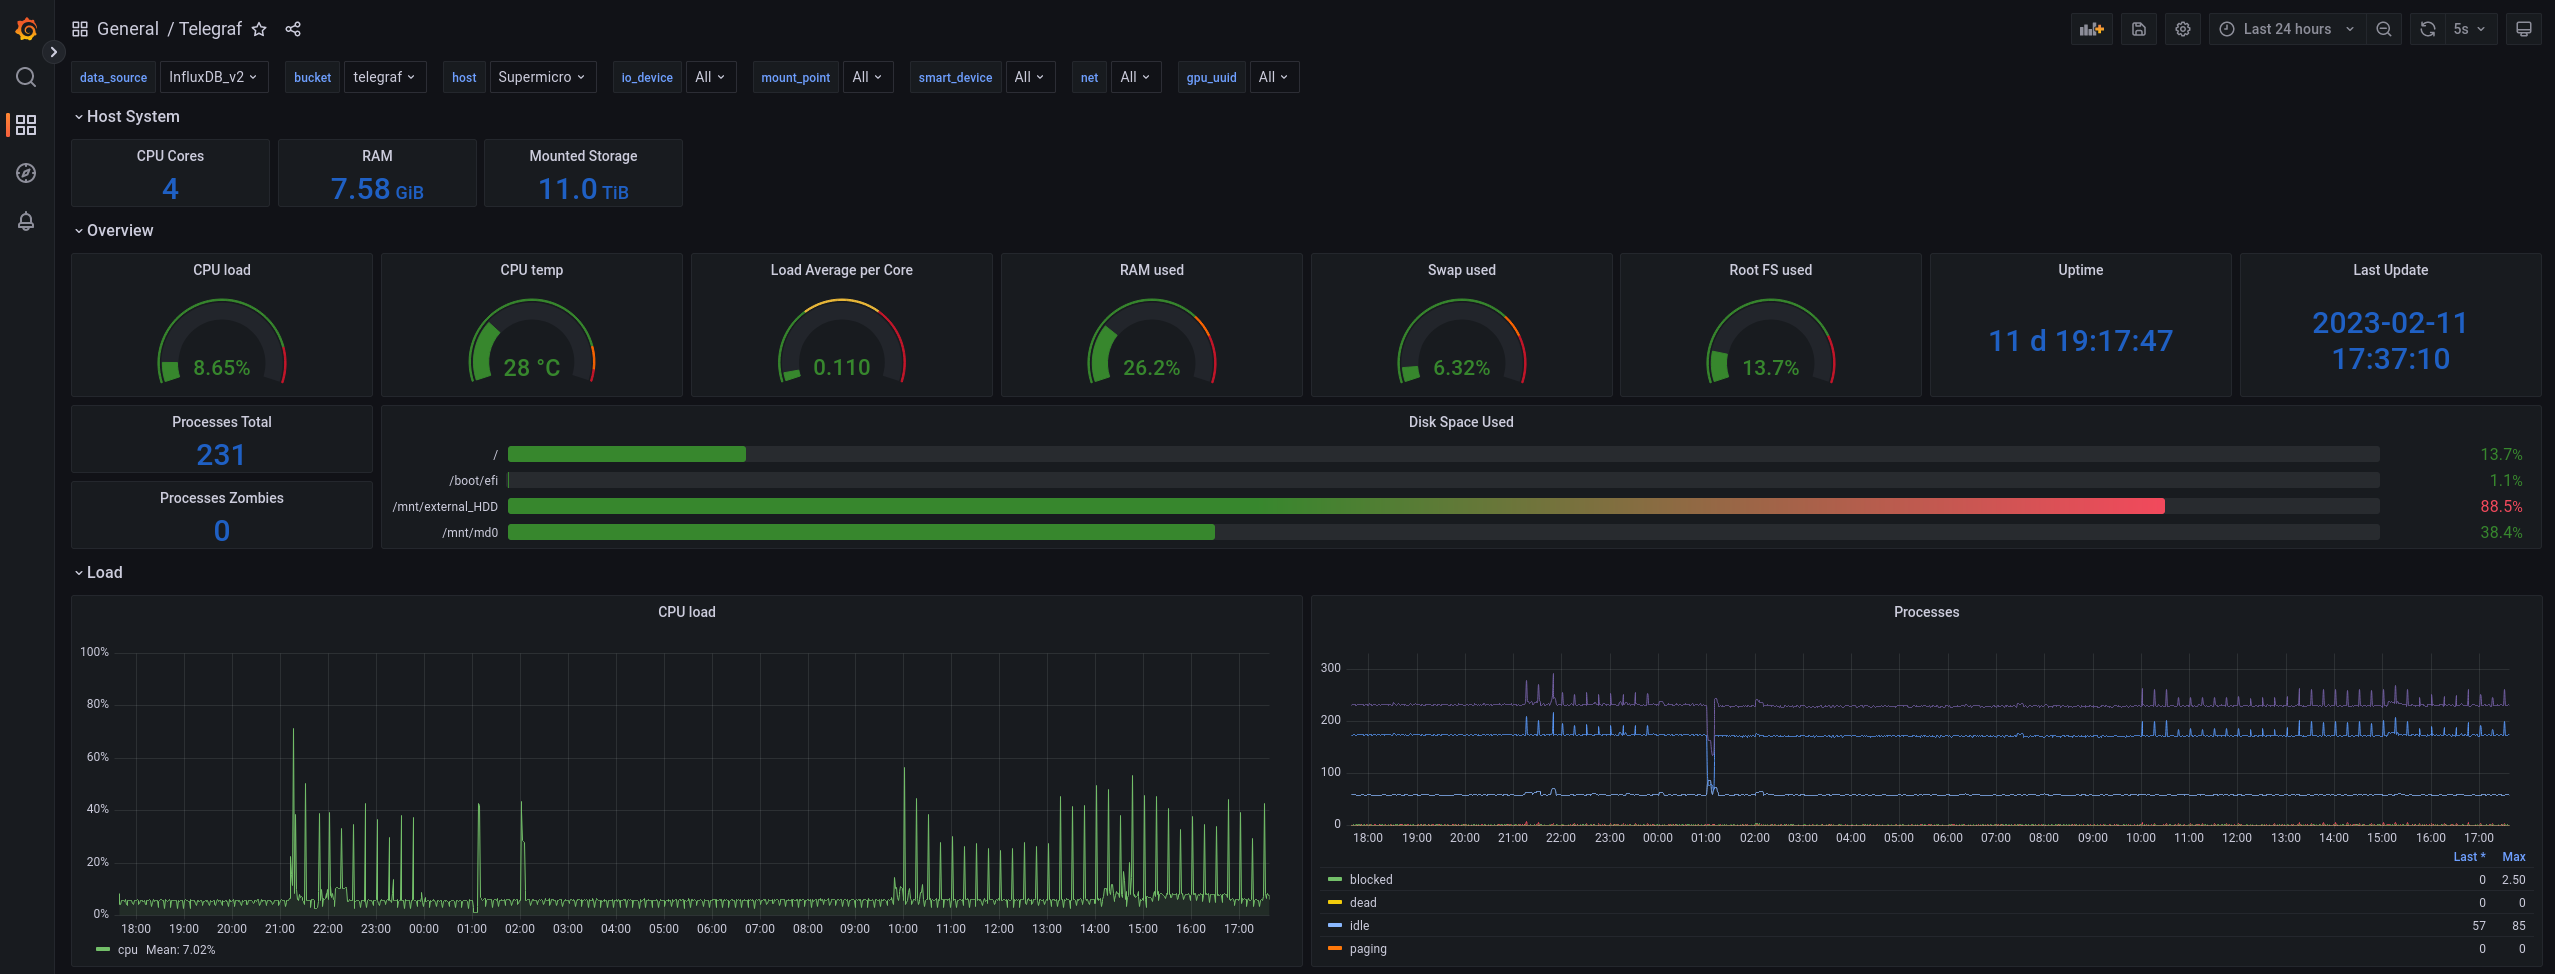 General / Telegraf
Last 24 hours
5s
data_source InfluxDB_v2 bucket telegraf host Supermicro io_device All mount_point All smart_device All net All gpu_uuid All
Host System
CPU Cores
4
RAM
7.58 GiB
Mounted Storage
11.0 TiB
Overview
CPU load
8.65%
CPU temp
28 °C
Load Average per Core
0.110
RAM used
26.2%
Swap used
6.32%
Root FS used
13.7%
Uptime
11 d 19:17:47
Last Update
2023-02-11
17:37:10
Processes Total
231
Processes Zombies
0
Disk Space Used
/ 13.7%
/boot/efi 1.1%
/mnt/external_HDD 88.5%
/mnt/md0 38.4%
Load
CPU load
100%
80%
60%
40%
20%
0%
18:00 19:00 20:00 21:00 22:00 23:00 00:00 01:00 02:00 03:00 04:00 05:00 06:00 07:00 08:00 09:00 10:00 11:00 12:00 13:00 14:00 15:00 16:00 17:00
cpu Mean: 7.02%
Processes
300
200
100
0
18:00 19:00 20:00 21:00 22:00 23:00 00:00 01:00 02:00 03:00 04:00 05:00 06:00 07:00 08:00 09:00 10:00 11:00 12:00 13:00 14:00 15:00 16:00 17:00
Last * Max
blocked 0 2.50
dead 0 0
idle 57 85
paging 0 0